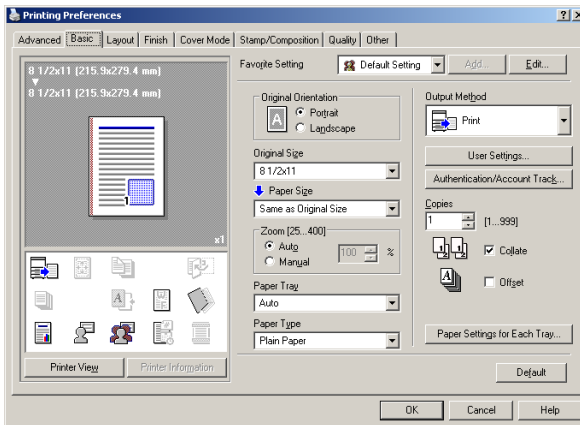 Printing Preferences
Advanced Basic Layout Finish Cover Mode Stamp/Composition Quality Other
8 1/2x11 (215.9x279.4 mm)
8 1/2x11 (215.9x279.4 mm)
1
x1
Printer View
Printer Information
Favorite Setting
Default Setting
Add...
Edit...
Original Orientation
A
Portrait
Landscape
Original Size
8 1/2x11
Paper Size
Same as Original Size
Zoom [25...400]
Auto
Manual
100 %
Paper Tray
Auto
Paper Type
Plain Paper
Output Method
Print
User Settings...
Authentication/Account Track...
Copies
1 [1...999]
Collate
Offset
Paper Settings for Each Tray...
Default
OK Cancel Help